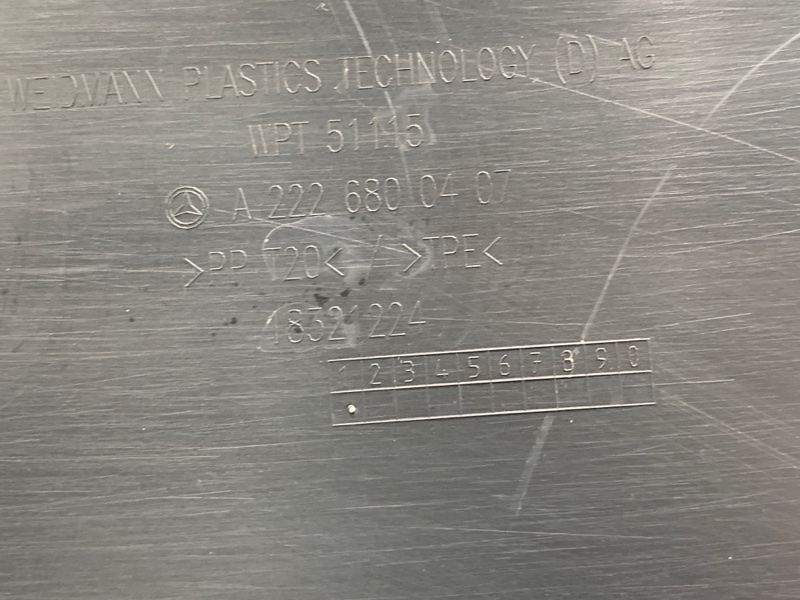 WEIDMANN PLASTICS TECHNOLOGY (D) AG
WPT 51115
A 222 680 04 07
>PP T20< / >TPE<
18321224
1 2 3 4 5 6 7 8 9 0